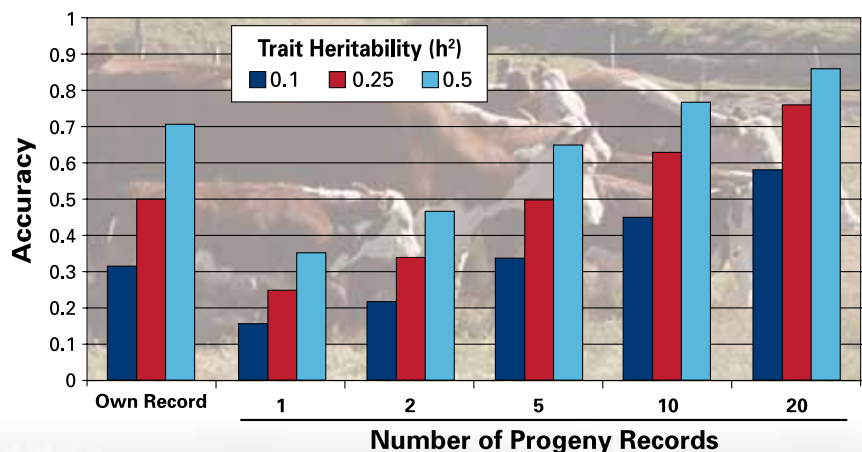 Trait Heritability (h²)
0.1 0.25 0.5
Accuracy
1
0.9
0.8
0.7
0.6
0.5
0.4
0.3
0.2
0.1
0
Own Record 1 2 5 10 20
Number of Progeny Records